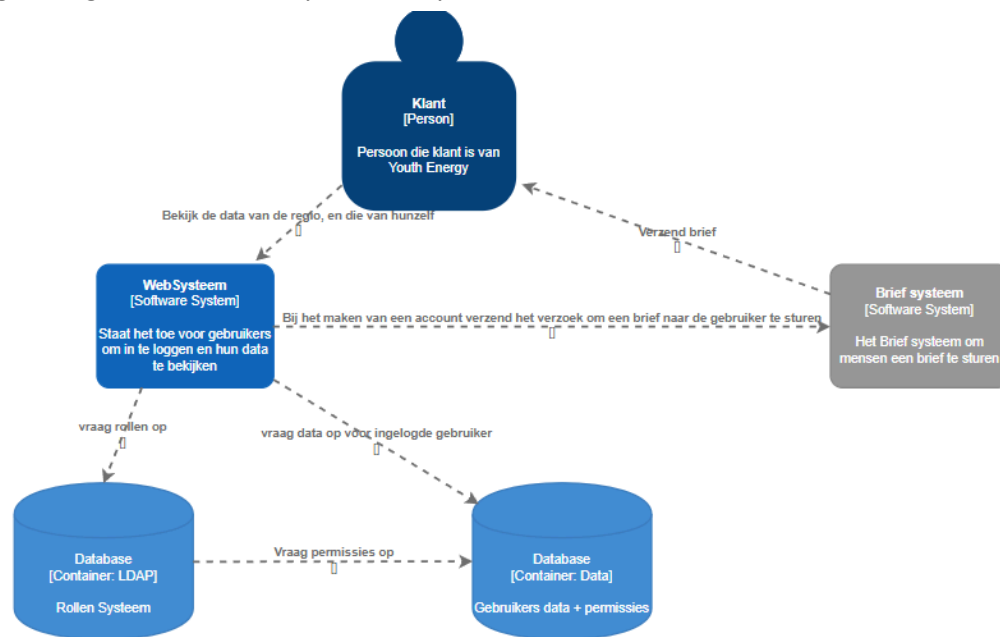 Klant
[Person]
Persoon die klant is van
Youth Energy
Bekijk de data van de regio, en die van hunzelf
Verzend brief
WebSysteem
[Software System]
Staat het toe voor gebruikers
om in te loggen en hun data
te bekijken
Bij het maken van een account verzend het verzoek om een brief naar de gebruiker te sturen
Brief systeem
[Software System]
Het Brief systeem om
mensen een brief te sturen
vraag rollen op
vraag data op voor ingelogde gebruiker
Database
[Container: LDAP]
Rollen Systeem
Vraag permissies op
Database
[Container: Data]
Gebruikers data + permissies